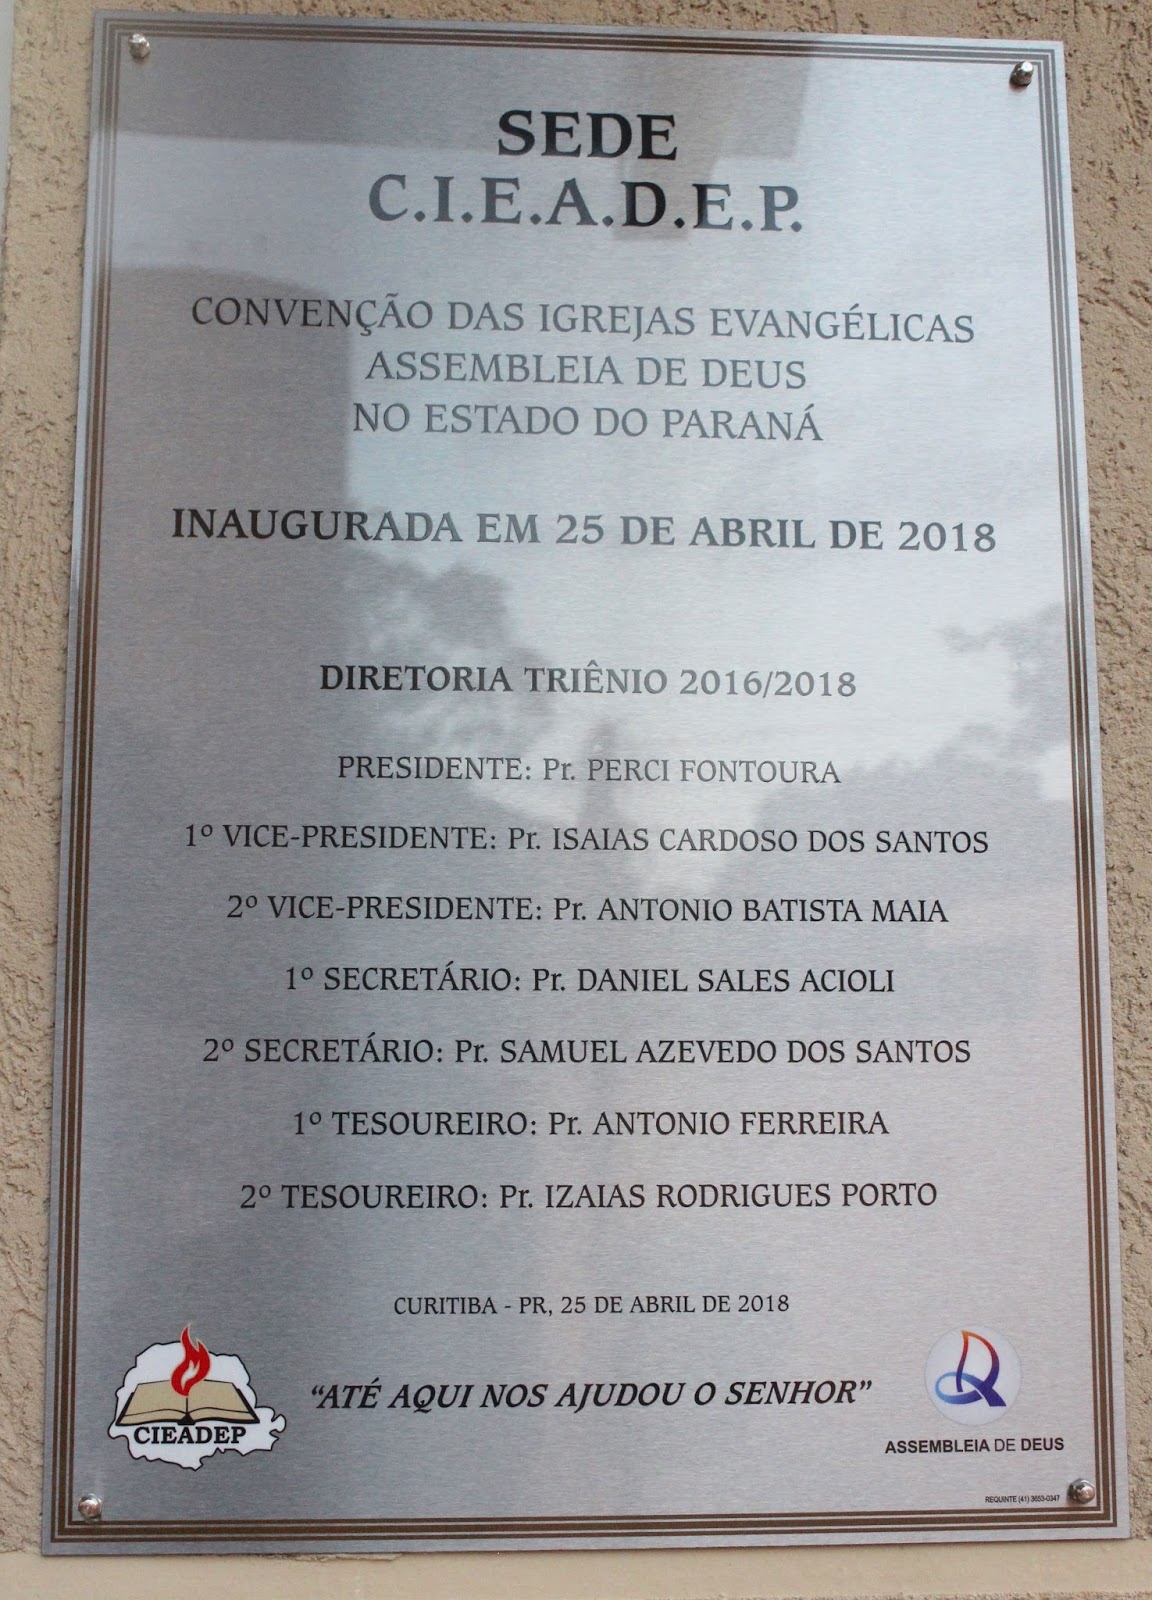 SEDE
C.I.E.A.D.E.P.
CONVENÇÃO DAS IGREJAS EVANGÉLICAS
ASSEMBLEIA DE DEUS
NO ESTADO DO PARANÁ
INAUGURADA EM 25 DE ABRIL DE 2018
DIRETORIA TRIÊNIO 2016/2018
PRESIDENTE: Pr. PERCI FONTOURA
1º VICE-PRESIDENTE: Pr. ISAIAS CARDOSO DOS SANTOS
2º VICE-PRESIDENTE: Pr. ANTONIO BATISTA MAIA
1º SECRETÁRIO: Pr. DANIEL SALES ACIOLI
2º SECRETÁRIO: Pr. SAMUEL AZEVEDO DOS SANTOS
1º TESOUREIRO: Pr. ANTONIO FERREIRA
2º TESOUREIRO: Pr. IZAIAS RODRIGUES PORTO
CURITIBA - PR, 25 DE ABRIL DE 2018
"ATÉ AQUI NOS AJUDOU O SENHOR"
CIEADEP
ASSEMBLEIA DE DEUS
REQUINTE (41) 3653-0347